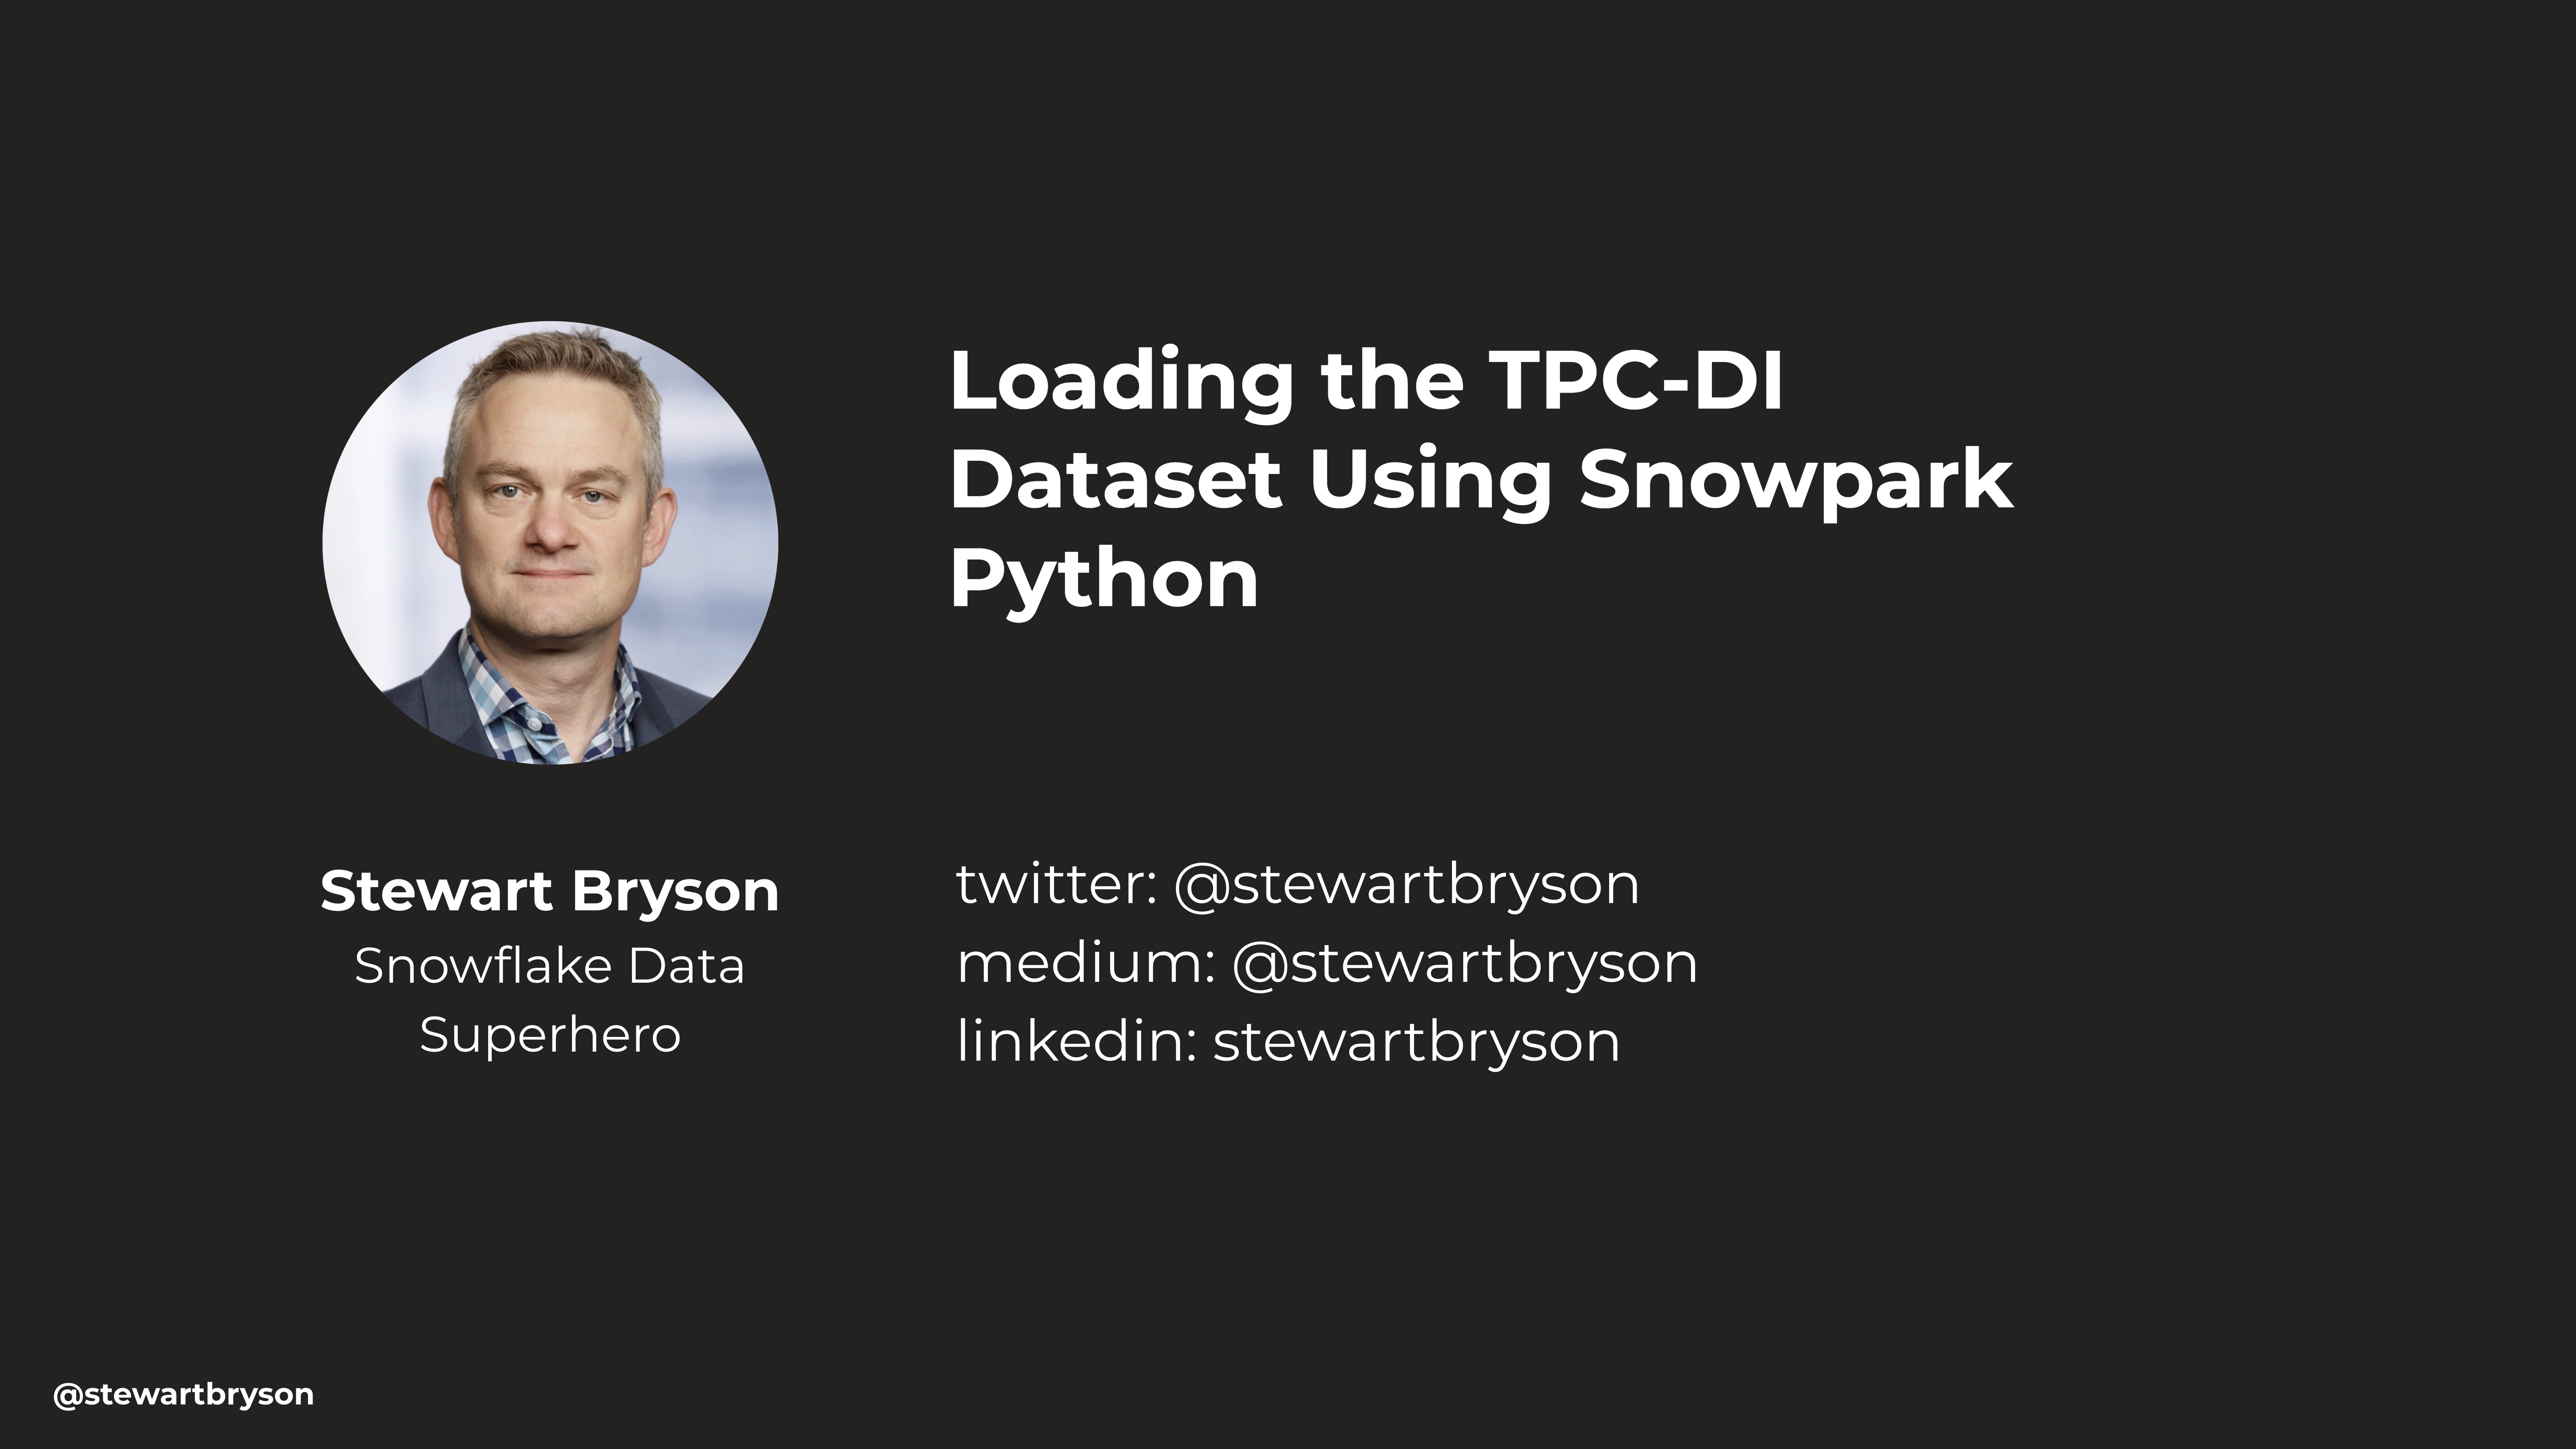 Loading the TPC-DI
Dataset Using Snowpark
Python
Stewart Bryson
Snowflake Data
Superhero
twitter: @stewartbryson
medium: @stewartbryson
linkedin: stewartbryson
@stewartbryson